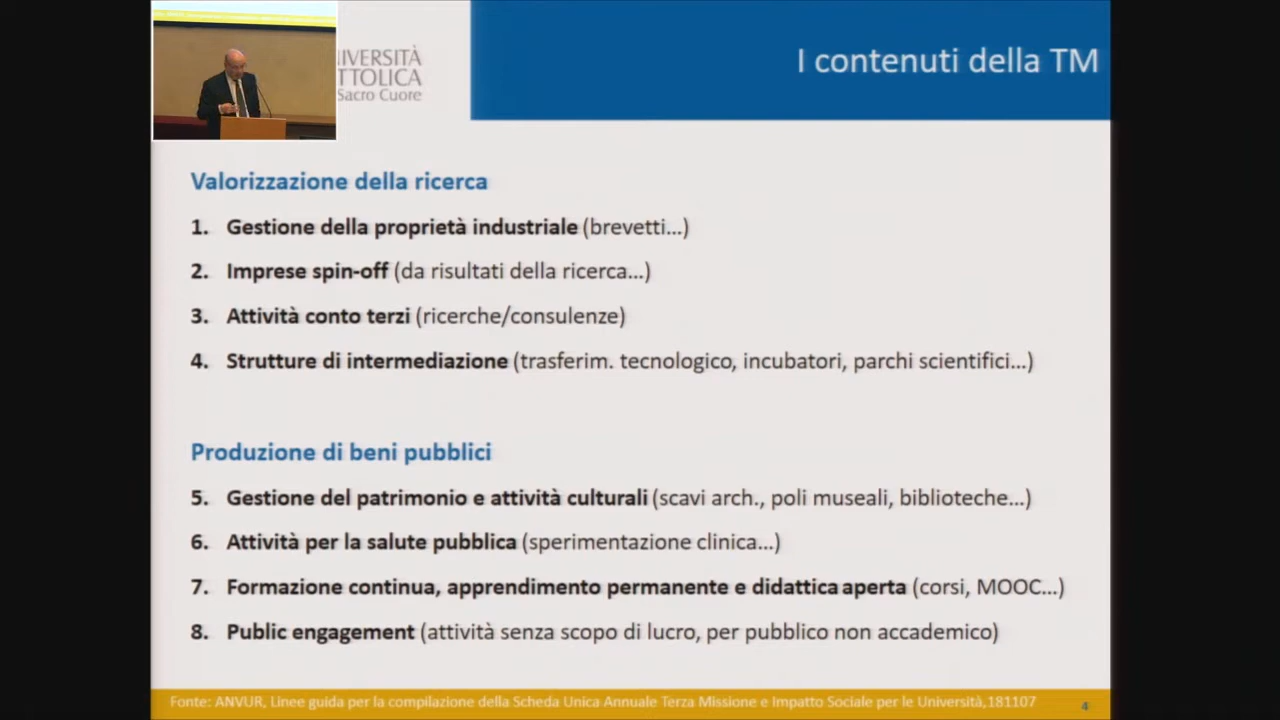 IVERSITÀ
TTOLICA
Sacro Cuore
I contenuti della TM
Valorizzazione della ricerca
1. Gestione della proprietà industriale (brevetti...)
2. Imprese spin-off (da risultati della ricerca...)
3. Attività conto terzi (ricerche/consulenze)
4. Strutture di intermediazione (trasferim. tecnologico, incubatori, parchi scientifici...)
Produzione di beni pubblici
5. Gestione del patrimonio e attività culturali (scavi arch., poli museali, biblioteche...)
6. Attività per la salute pubblica (sperimentazione clinica...)
7. Formazione continua, apprendimento permanente e didattica aperta (corsi, MOOC...)
8. Public engagement (attività senza scopo di lucro, per pubblico non accademico)
Fonte: ANVUR, Linee guida per la compilazione della Scheda Unica Annuale Terza Missione e Impatto Sociale per le Università,181107
4